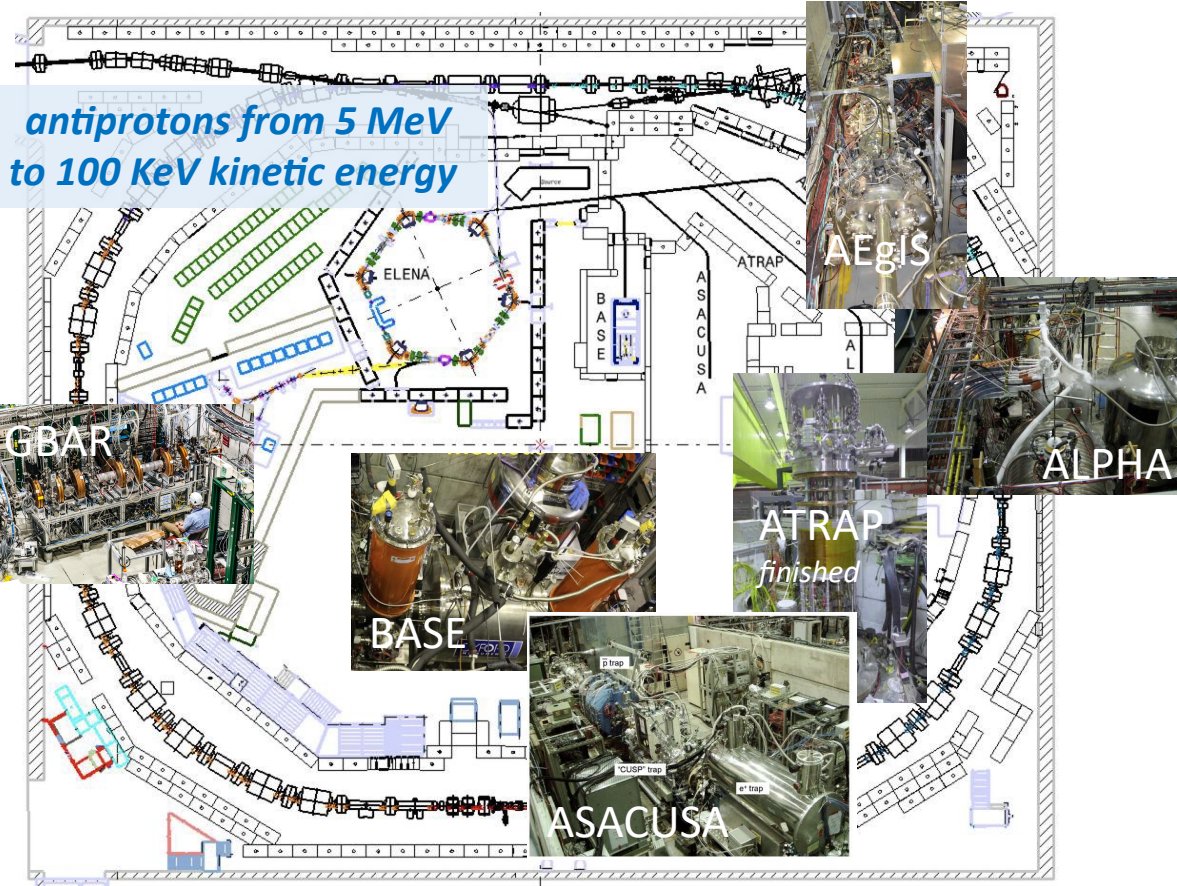 antiprotons from 5 MeV
to 100 KeV kinetic energy
Source
ELENA
BASE
ASACUSA
ATRAP
AL
AEgIS
GBAR
ALPHA
ATRAP
finished
BASE
OXFORD
p̅ trap
"CUSP" trap
e⁺ trap
ASACUSA